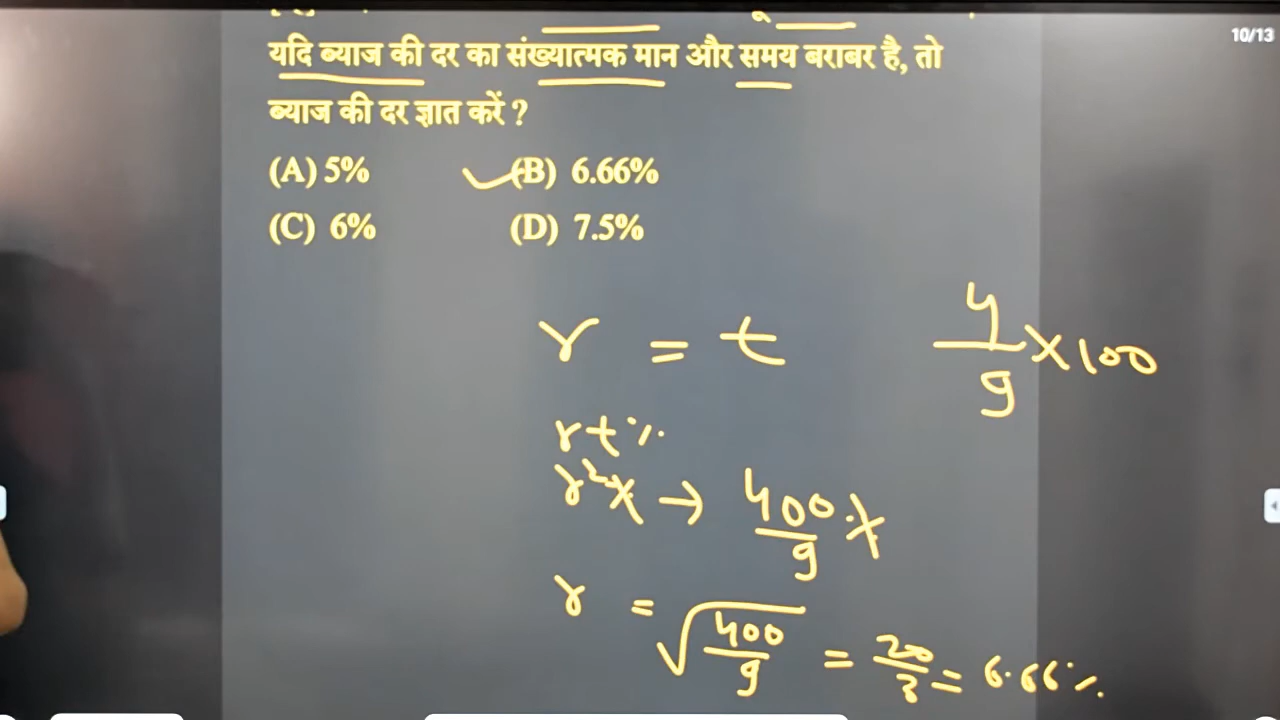 10/13
यदि ब्याज की दर का संख्यात्मक मान और समय बराबर है, तो
ब्याज की दर ज्ञात करें ?
(A) 5% (B) 6.66%
(C) 6% (D) 7.5%
r = t
4/9 × 100
rt%
r²% → 400/9 %
r = √400/9 = 20/3 = 6.66%